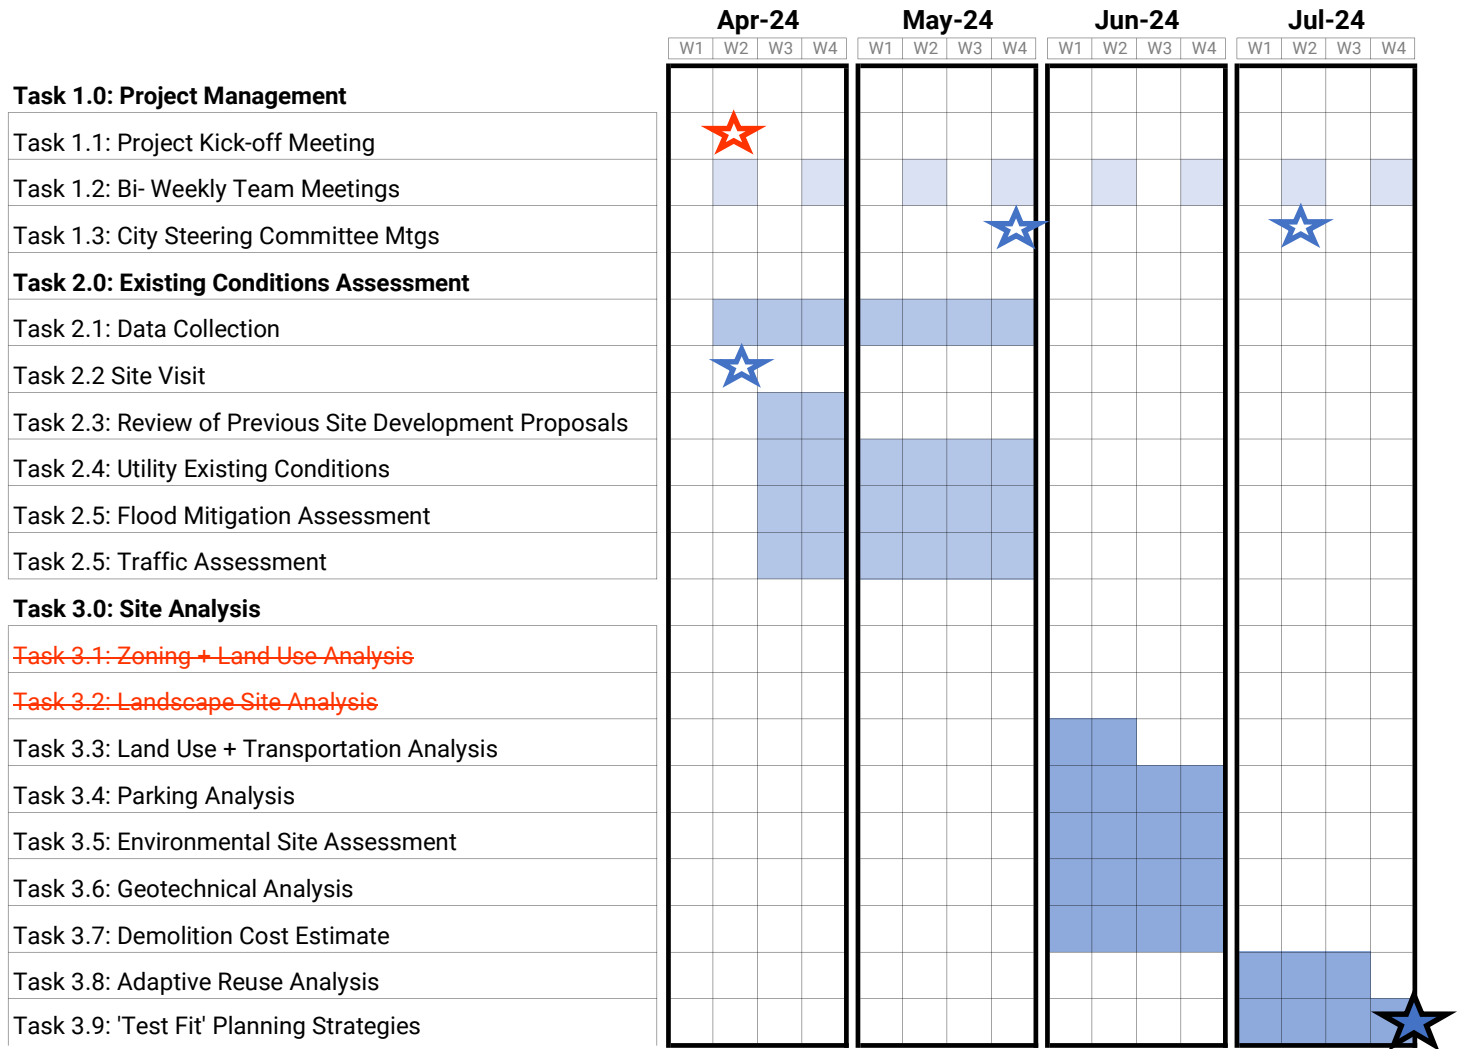 Apr-24 May-24 Jun-24 Jul-24
W1 W2 W3 W4 W1 W2 W3 W4 W1 W2 W3 W4 W1 W2 W3 W4
Task 1.0: Project Management
Task 1.1: Project Kick-off Meeting
Task 1.2: Bi- Weekly Team Meetings
Task 1.3: City Steering Committee Mtgs
Task 2.0: Existing Conditions Assessment
Task 2.1: Data Collection
Task 2.2 Site Visit
Task 2.3: Review of Previous Site Development Proposals
Task 2.4: Utility Existing Conditions
Task 2.5: Flood Mitigation Assessment
Task 2.5: Traffic Assessment
Task 3.0: Site Analysis
Task 3.1: Zoning + Land Use Analysis
Task 3.2: Landscape Site Analysis
Task 3.3: Land Use + Transportation Analysis
Task 3.4: Parking Analysis
Task 3.5: Environmental Site Assessment
Task 3.6: Geotechnical Analysis
Task 3.7: Demolition Cost Estimate
Task 3.8: Adaptive Reuse Analysis
Task 3.9: 'Test Fit' Planning Strategies